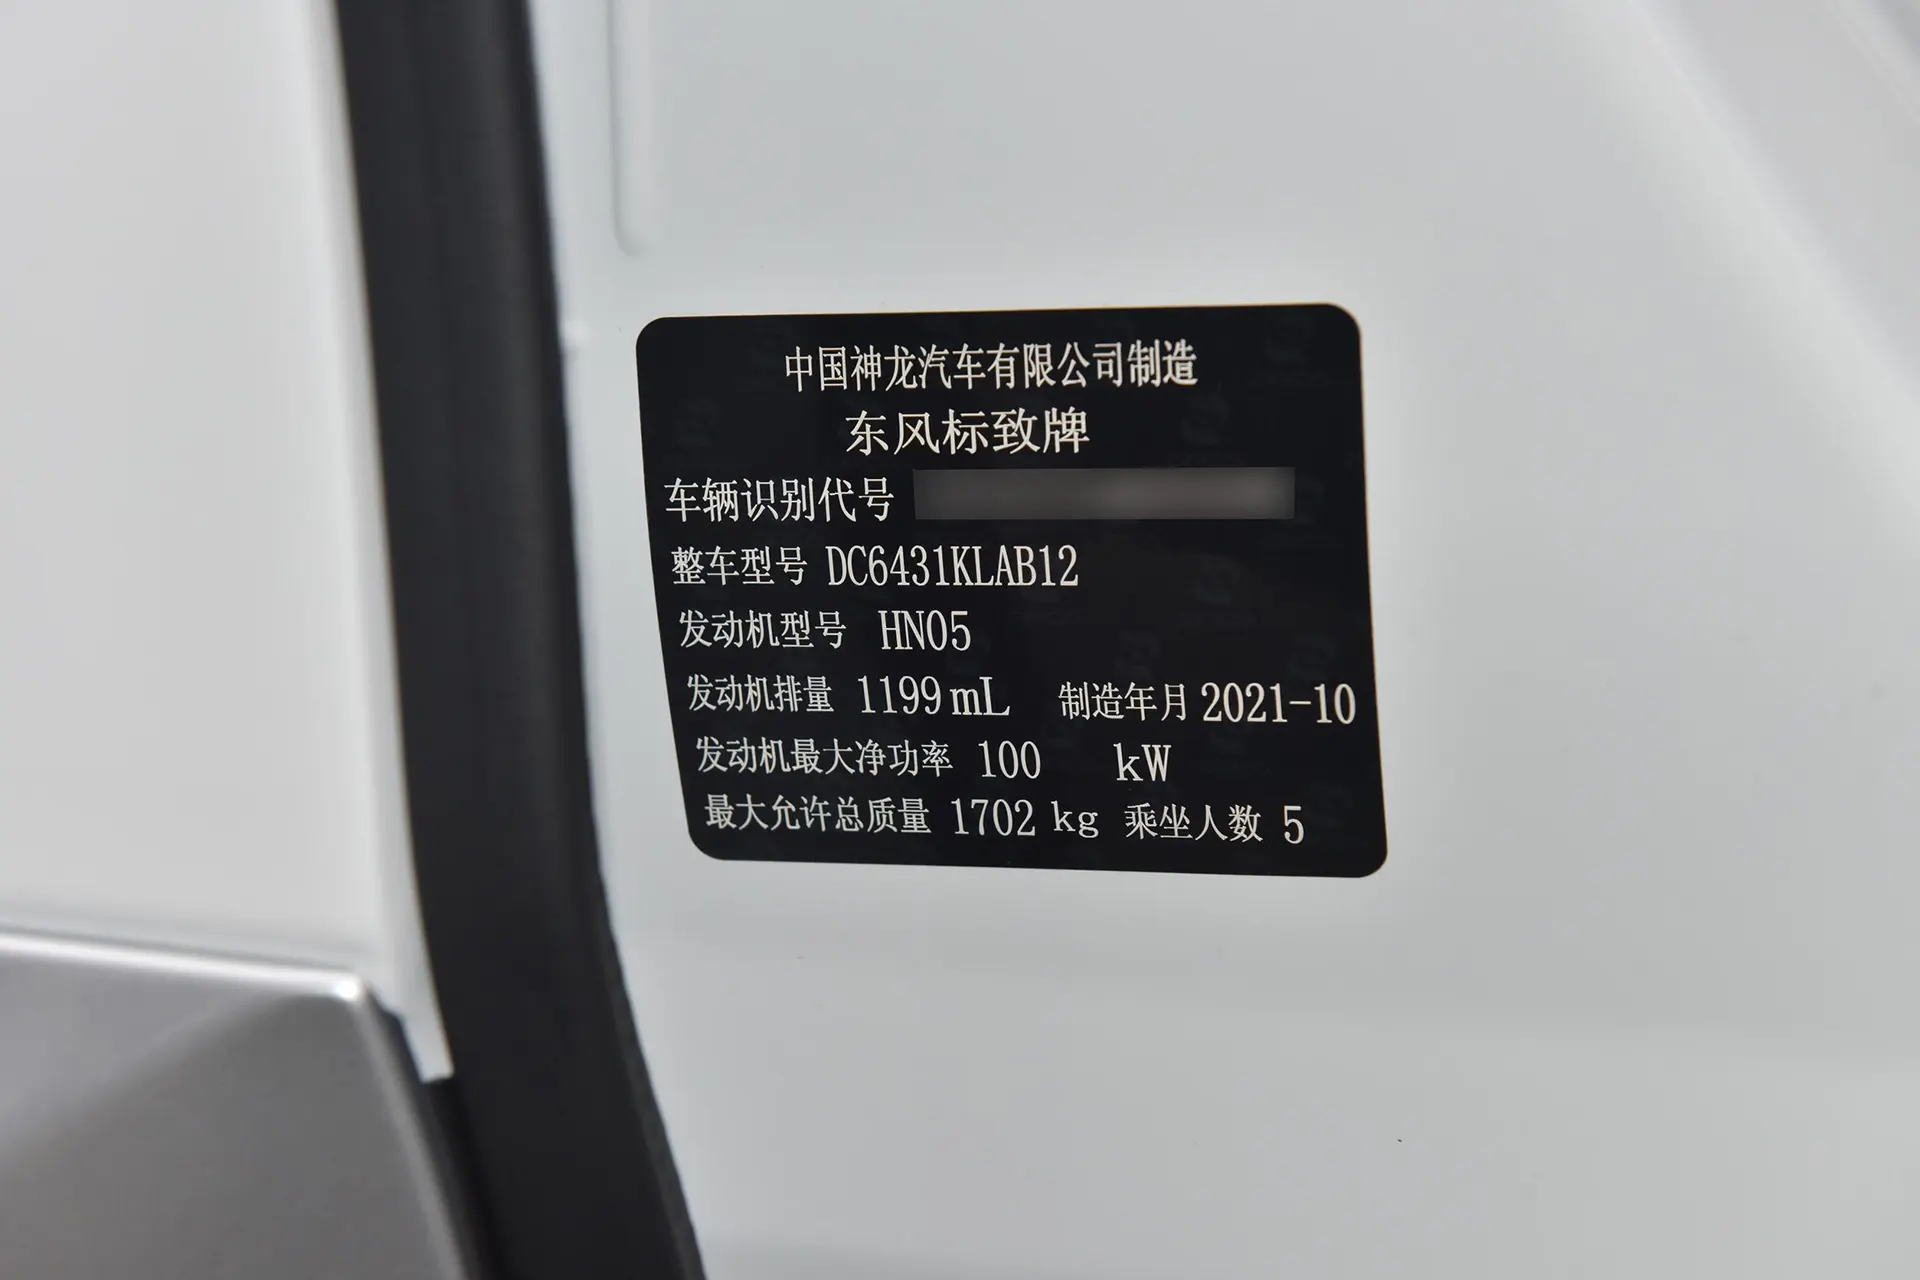 中国神龙汽车有限公司制造
东风标致牌
车辆识别代号
整车型号 DC6431KLAB12
发动机型号 HN05
发动机排量 1199 mL 制造年月 2021-10
发动机最大净功率 100 kW
最大允许总质量 1702 kg 乘坐人数 5